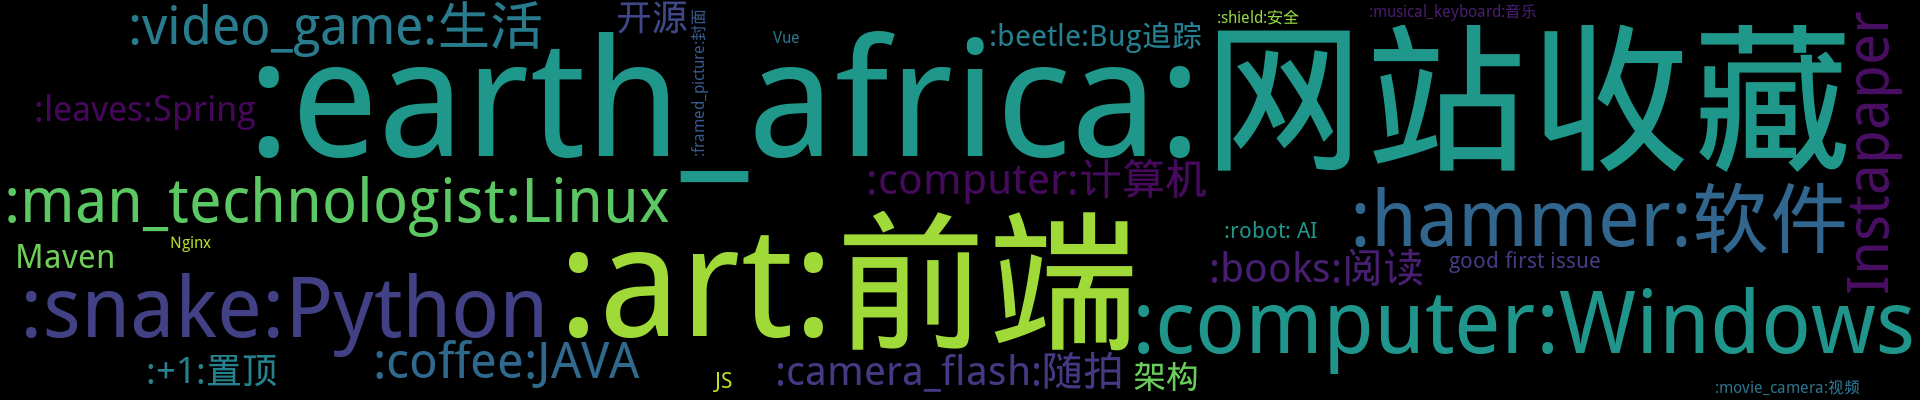 :video_game:生活
开源
:framed_picture:封面
Vue
:beetle:Bug追踪
:shield:安全
:musical_keyboard:音乐
Instapaper
:leaves:Spring
:earth_africa:网站收藏
:man_technologist:Linux
:computer:计算机
:hammer:软件
Maven
Nginx
:art:前端
:robot: AI
:books:阅读
good first issue
:snake:Python
:computer:Windows
:+1:置顶
:coffee:JAVA
JS
:camera_flash:随拍
架构
:movie_camera:视频